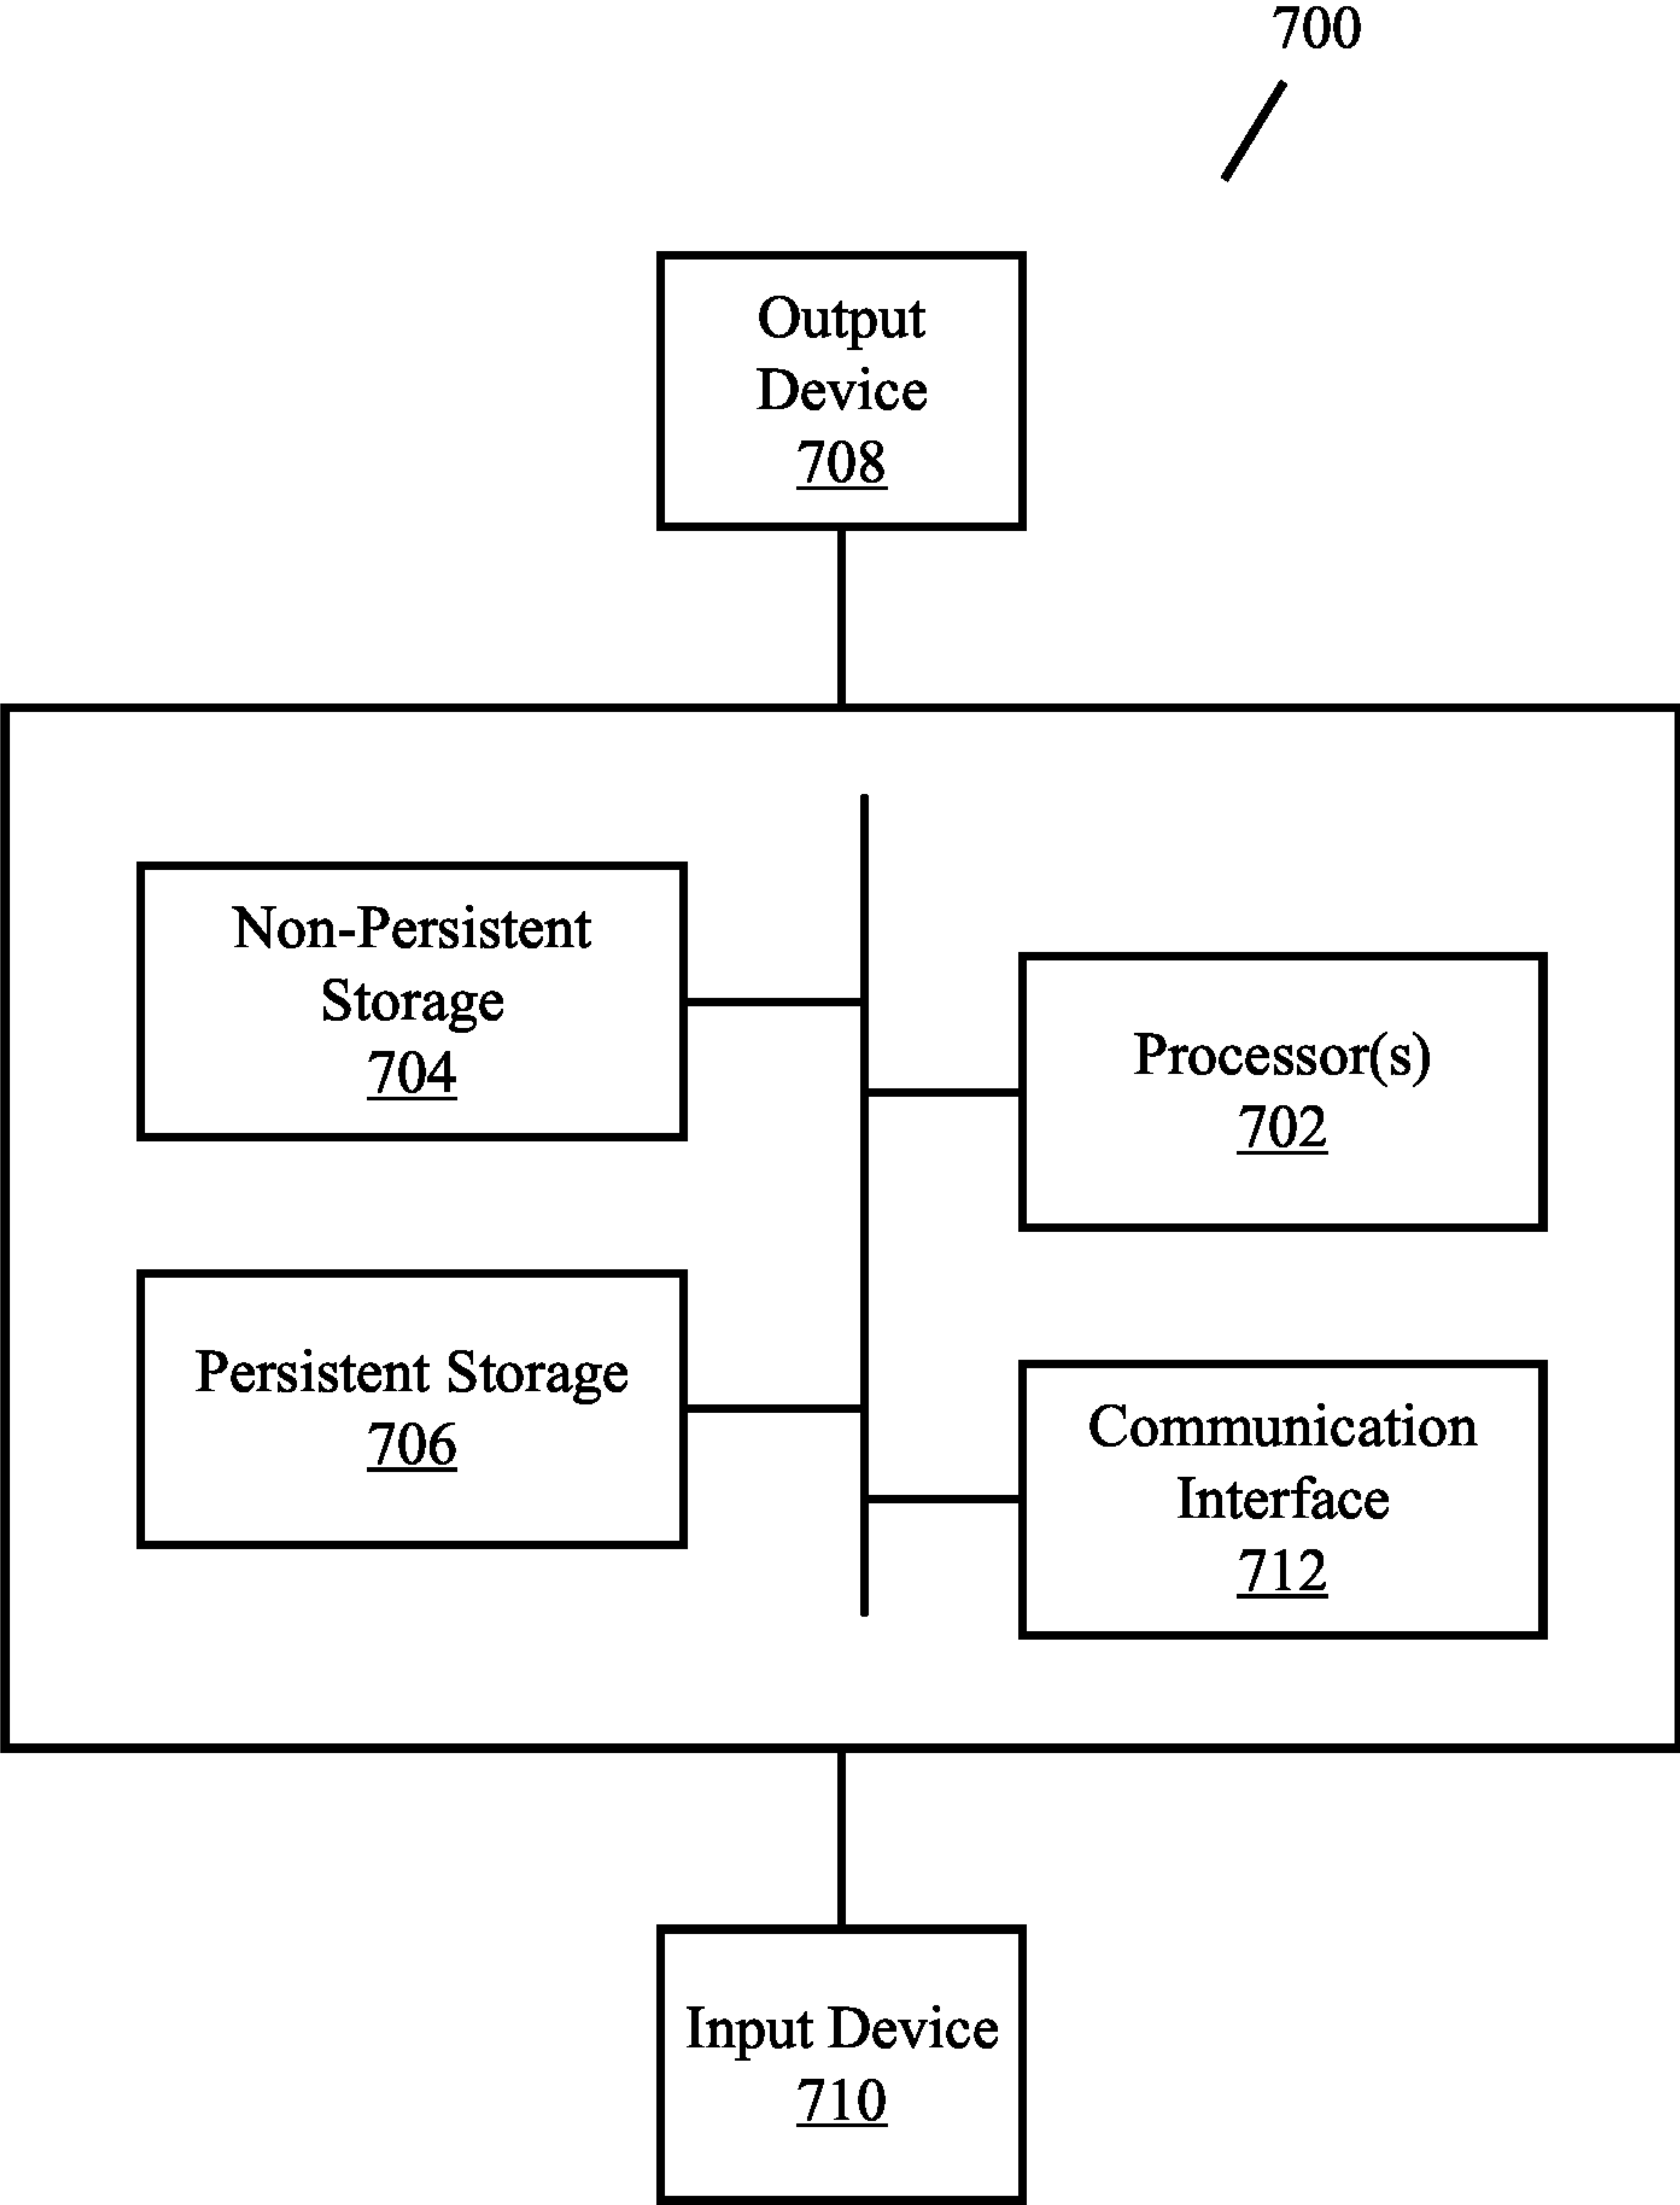 700
Output
Device
708
Non-Persistent
Storage
704
Processor(s)
702
Persistent Storage
706
Communication
Interface
712
Input Device
710